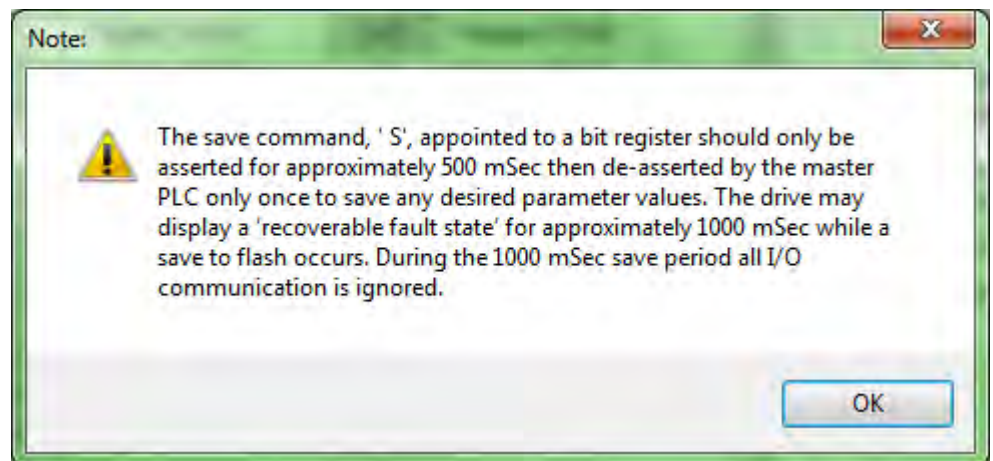 Note:
The save command, ' S', appointed to a bit register should only be
asserted for approximately 500 mSec then de-asserted by the master
PLC only once to save any desired parameter values. The drive may
display a 'recoverable fault state' for approximately 1000 mSec while a
save to flash occurs. During the 1000 mSec save period all I/O
communication is ignored.
OK